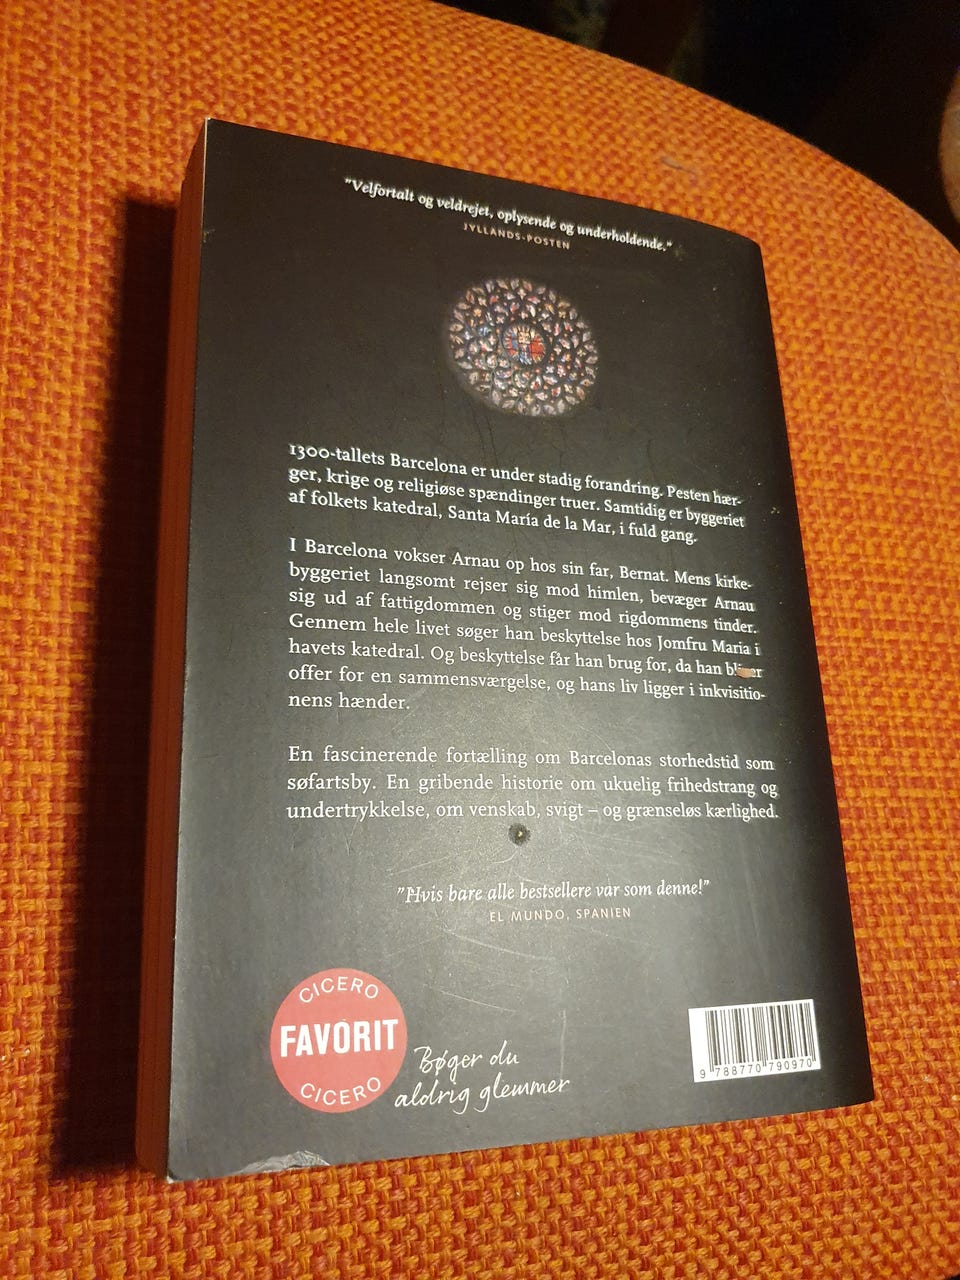 "Velfortalt og veldrejet, oplysende og underholdende."
JYLLANDS-POSTEN
1300-tallets Barcelona er under stadig forandring. Pesten hær-
ger, krige og religiøse spændinger truer. Samtidig er byggeriet
af folkets katedral, Santa María de la Mar, i fuld gang.
I Barcelona vokser Arnau op hos sin far, Bernat. Mens kirke-
byggeriet langsomt rejser sig mod himlen, bevæger Arnau
sig ud af fattigdommen og stiger mod rigdommens tinder.
Gennem hele livet søger han beskyttelse hos Jomfru Maria i
havets katedral. Og beskyttelse får han brug for, da han
offer for en sammensværgelse, og hans liv ligger i inkvisitio-
nens hænder.
En fascinerende fortælling om Barcelonas storhedstid som
søfartsby. En gribende historie om ukuelig frihedstrang og
undertrykkelse, om venskab, svigt – og grænseløs kærlighed.
"Hvis bare alle bestsellere var som denne!"
EL MUNDO, SPANIEN
CICERO
FAVORIT
CICERO
Bøger du
aldrig glemmer
9 788770 790970